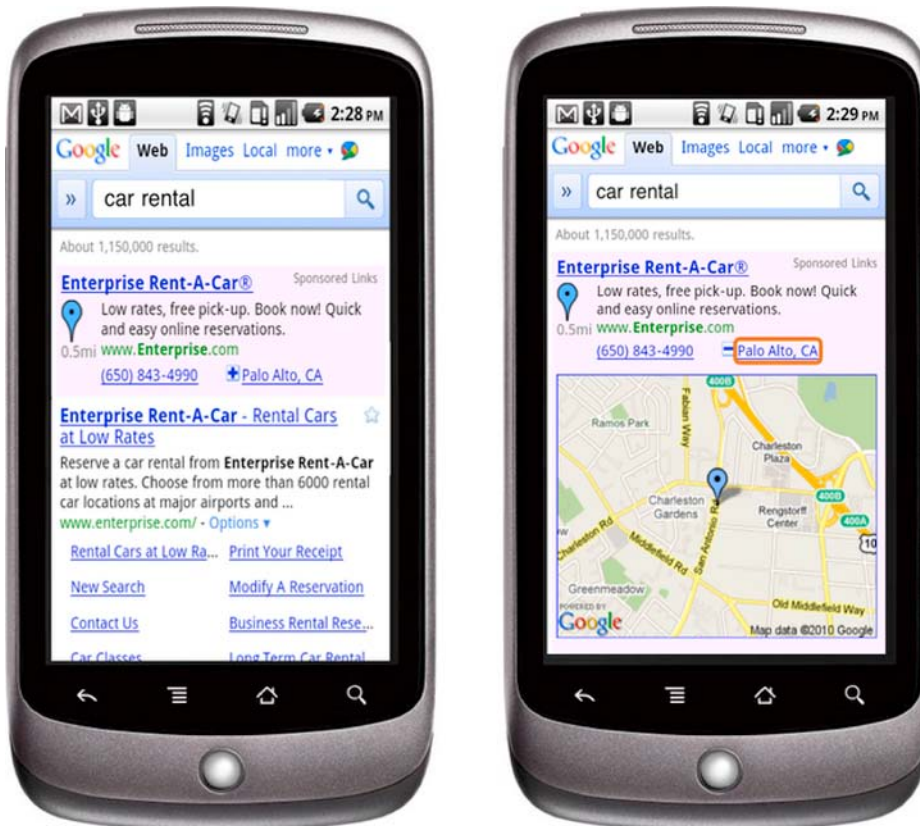 2:28 PM
Google Web Images Local more
car rental
About 1,150,000 results.
Enterprise Rent-A-Car® Sponsored Links
Low rates, free pick-up. Book now! Quick
and easy online reservations.
0.5mi www.Enterprise.com
(650) 843-4990 Palo Alto, CA
Enterprise Rent-A-Car - Rental Cars
at Low Rates
Reserve a car rental from Enterprise Rent-A-Car
at low rates. Choose from more than 6000 rental
car locations at major airports and ...
www.enterprise.com/ - Options
Rental Cars at Low Ra... Print Your Receipt
New Search Modify A Reservation
Contact Us Business Rental Rese...
Car Classes Long Term Car Rental
2:29 PM
Google Web Images Local more
car rental
About 1,150,000 results.
Enterprise Rent-A-Car® Sponsored Links
Low rates, free pick-up. Book now! Quick
and easy online reservations.
0.5mi www.Enterprise.com
(650) 843-4990 Palo Alto, CA
400B
Fabian Way
Ramos Park
Charleston
Plaza
Charleston
Gardens
400B
Rengstorff
Center
400A
San Antonio Rd
Charleston Rd
Middlefield Rd
10
Greenmeadow
Old Middlefield Way
POWERED BY
Google
Map data ©2010 Google